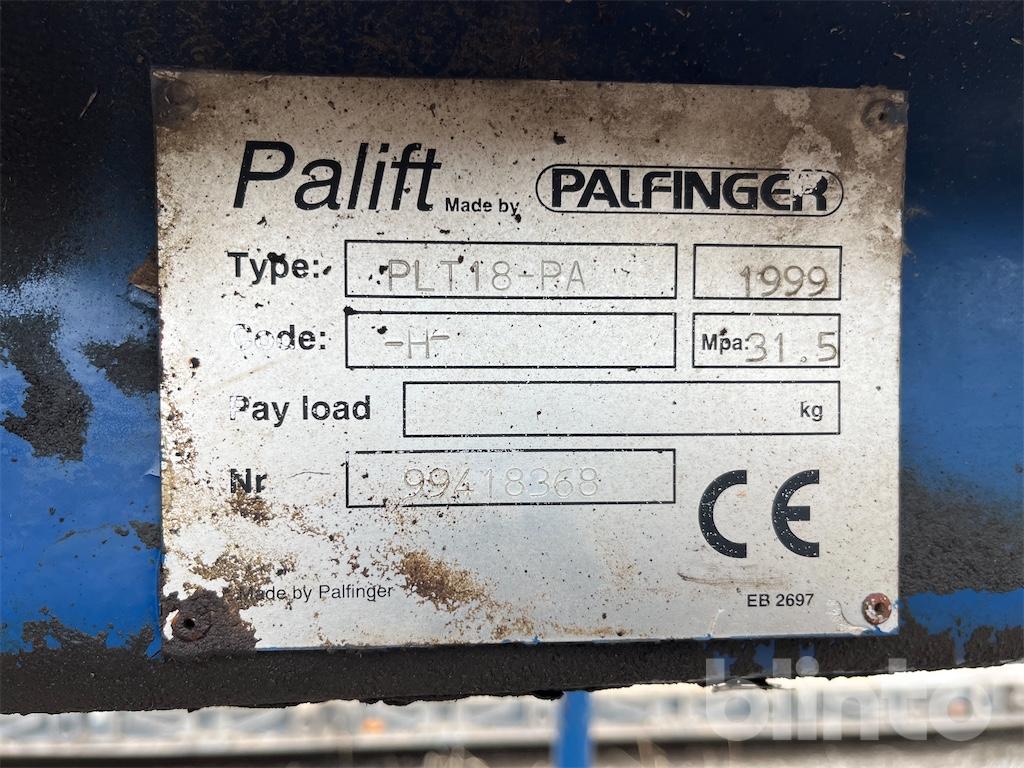 Palift Made by PALFINGER
Type: PLT18-PA 1999
Code: -H- Mpa: 31.5
Pay load kg
Nr 99418368
CE
Made by Palfinger EB 2697
blinto